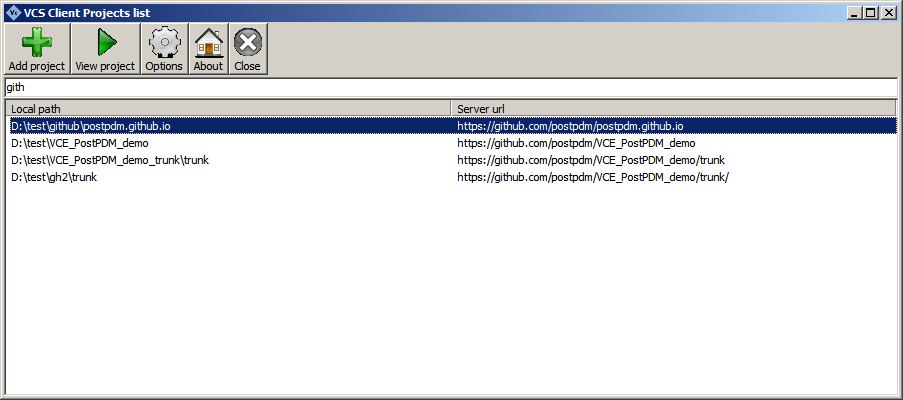 Vc VCS Client Projects list
Add project View project Options About Close
gith
Local path Server url
D:\test\github\postpdm.github.io https://github.com/postpdm/postpdm.github.io
D:\test\VCE_PostPDM_demo https://github.com/postpdm/VCE_PostPDM_demo
D:\test\VCE_PostPDM_demo_trunk\trunk https://github.com/postpdm/VCE_PostPDM_demo/trunk
D:\test\gh2\trunk https://github.com/postpdm/VCE_PostPDM_demo/trunk/